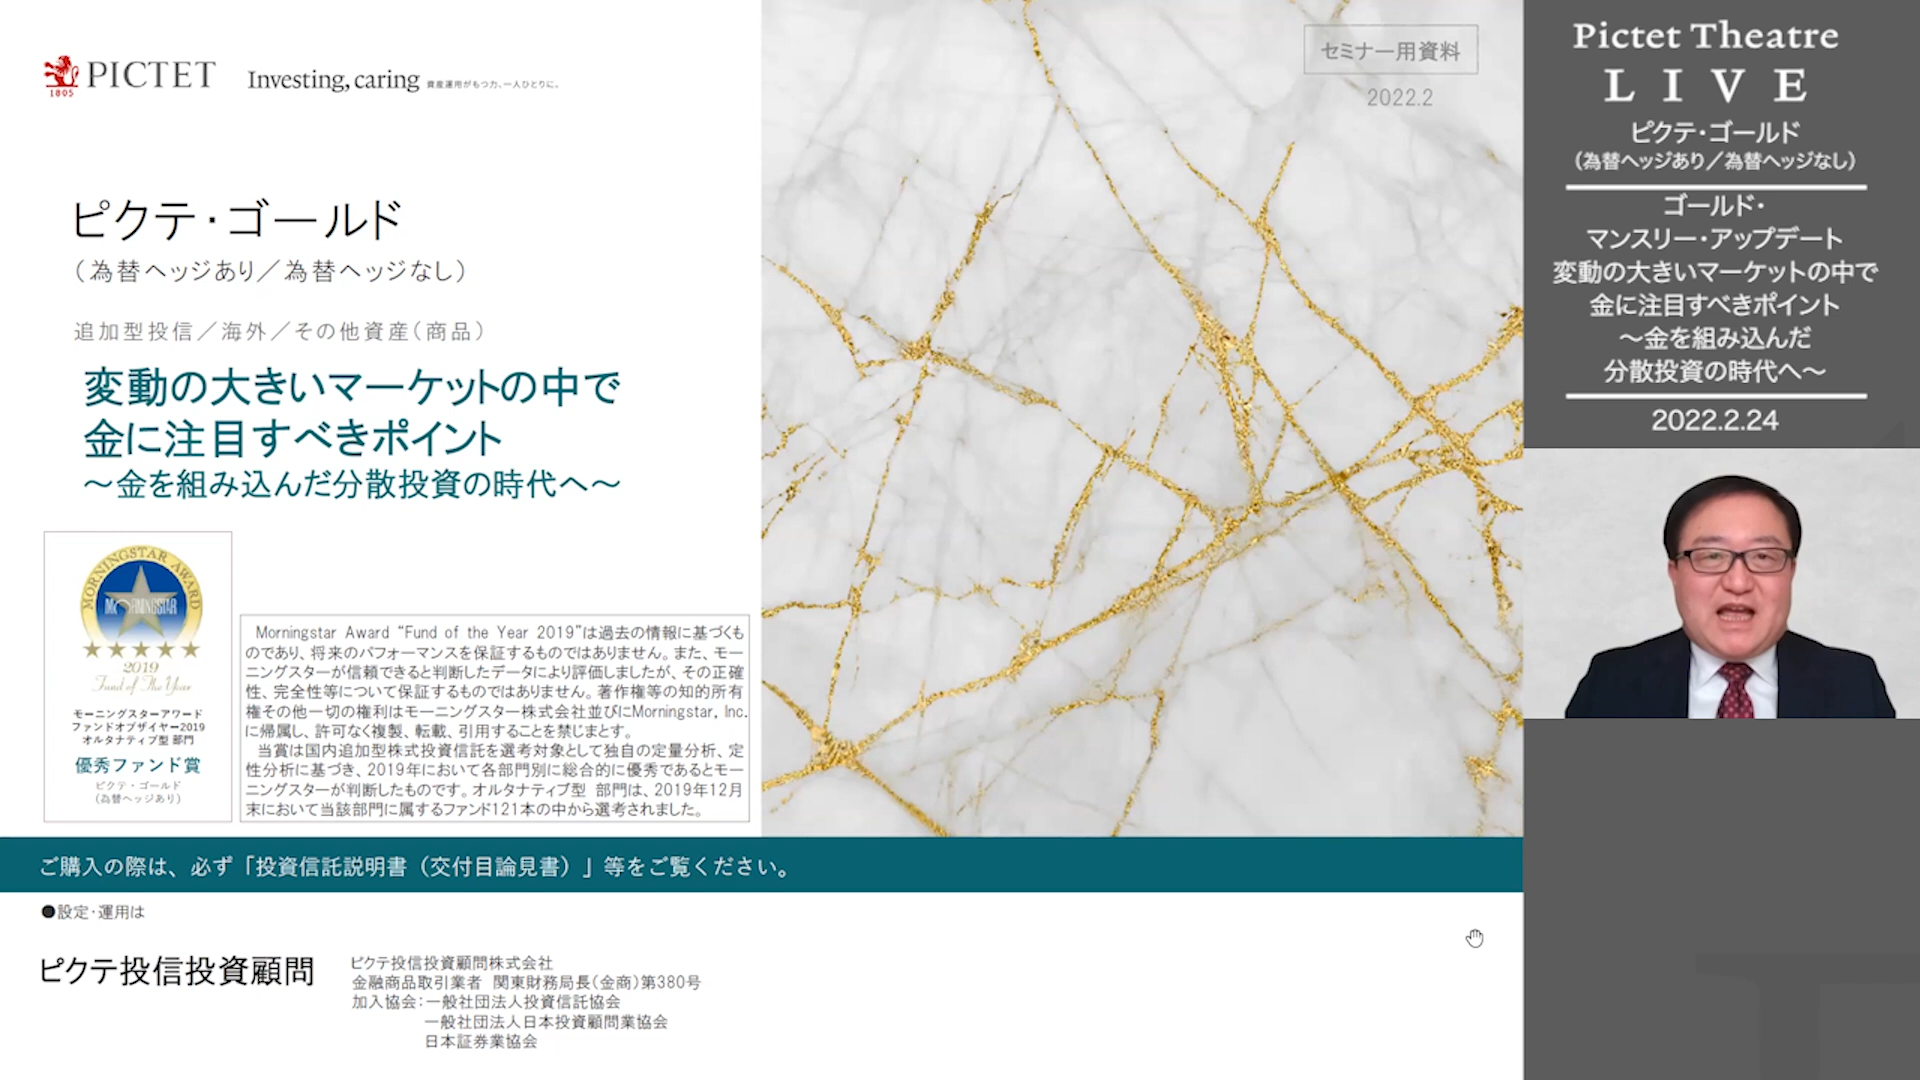 PICTET
1805
Investing, caring 資産運用がもつ力、一人ひとりに。
セミナー用資料
2022.2
ピクテ・ゴールド
（為替ヘッジあり／為替ヘッジなし）
追加型投信／海外／その他資産（商品）
変動の大きいマーケットの中で
金に注目すべきポイント
～金を組み込んだ分散投資の時代へ～
MORNINGSTAR AWARD
MORNINGSTAR
2019
Fund of The Year
モーニングスターアワード
ファンドオブザイヤー2019
オルタナティブ型 部門
優秀ファンド賞
ピクテ・ゴールド
（為替ヘッジあり）
Morningstar Award “Fund of the Year 2019”は過去の情報に基づくも
のであり、将来のパフォーマンスを保証するものではありません。また、モー
ニングスターが信頼できると判断したデータにより評価しましたが、その正確
性、完全性等について保証するものではありません。著作権等の知的所有
権その他一切の権利はモーニングスター株式会社並びにMorningstar, Inc.
に帰属し、許可なく複製、転載、引用することを禁じまとす。
当賞は国内追加型株式投資信託を選考対象として独自の定量分析、定
性分析に基づき、2019年において各部門別に総合的に優秀であるとモー
ニングスターが判断したものです。オルタナティブ型 部門は、2019年12月
末において当該部門に属するファンド121本の中から選考されました。
ご購入の際は、必ず「投資信託説明書（交付目論見書）」等をご覧ください。
●設定・運用は
ピクテ投信投資顧問
ピクテ投信投資顧問株式会社
金融商品取引業者 関東財務局長（金商）第380号
加入協会：一般社団法人投資信託協会
一般社団法人日本投資顧問業協会
日本証券業協会
Pictet Theatre
LIVE
ピクテ・ゴールド
（為替ヘッジあり／為替ヘッジなし）
ゴールド・
マンスリー・アップデート
変動の大きいマーケットの中で
金に注目すべきポイント
～金を組み込んだ
分散投資の時代へ～
2022.2.24